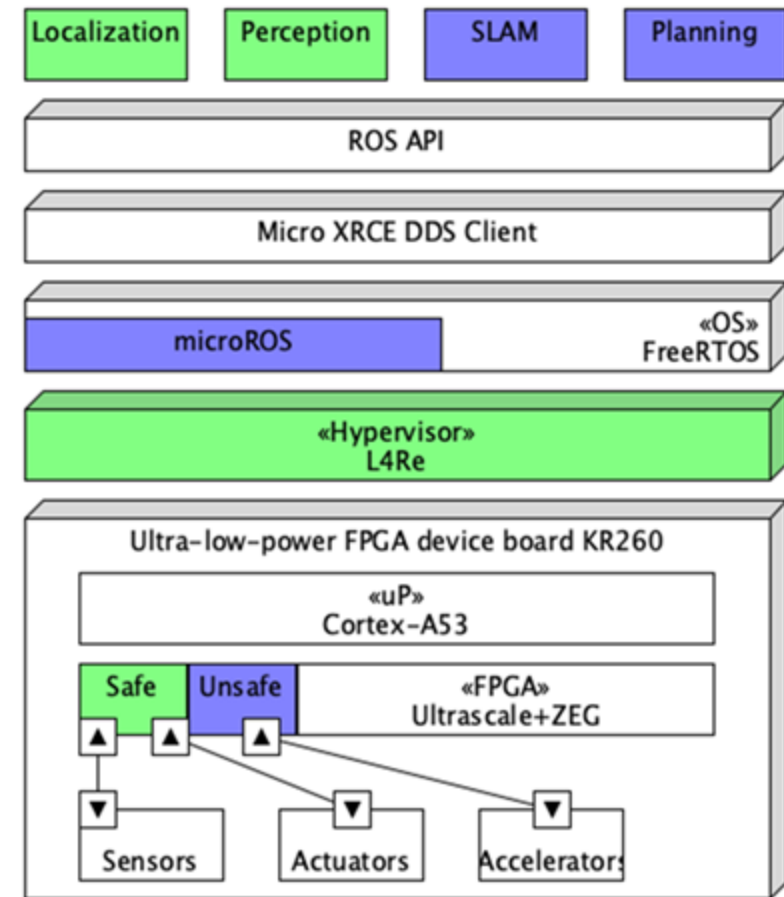 Localization Perception SLAM Planning
ROS API
Micro XRCE DDS Client
microROS
«OS»
FreeRTOS
«Hypervisor»
L4Re
Ultra-low-power FPGA device board KR260
«uP»
Cortex-A53
Safe Unsafe «FPGA»
Ultrascale+ZEG
Sensors Actuators Accelerators